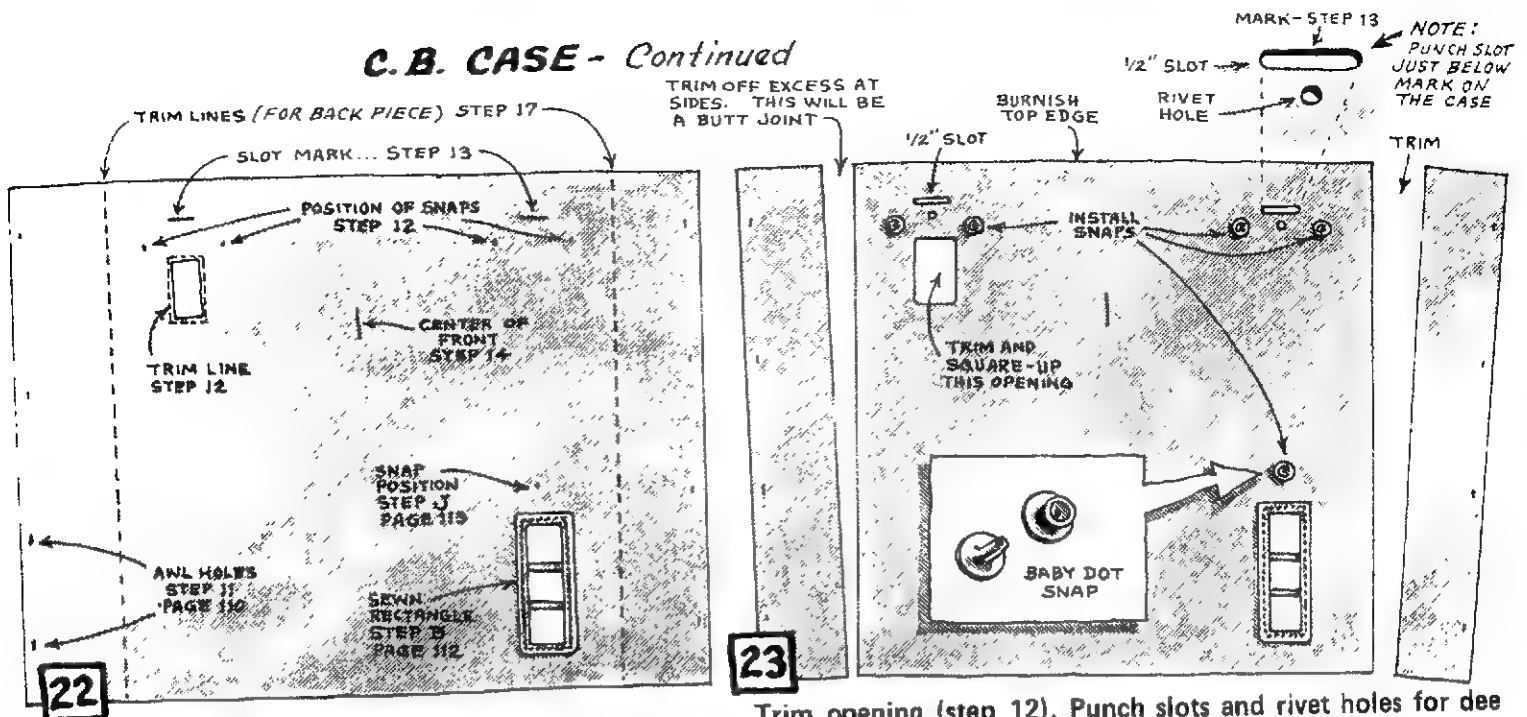 C.B. CASE - Continued
TRIM LINES (FOR BACK PIECE) STEP 17
SLOT MARK... STEP 13
POSITION OF SNAPS
STEP 12
TRIM LINE
STEP 12
CENTER OF
FRONT
STEP 14
SNAP
POSITION
STEP J
PAGE 113
AWL HOLES
STEP 11
PAGE 110
SEWN
RECTANGLE
STEP B
PAGE 112
22
TRIM OFF EXCESS AT
SIDES. THIS WILL BE
A BUTT JOINT
1/2" SLOT
BURNISH
TOP EDGE
MARK-STEP 13
1/2" SLOT
RIVET
HOLE
NOTE:
PUNCH SLOT
JUST BELOW
MARK ON
THE CASE
TRIM
INSTALL
SNAPS
TRIM AND
SQUARE-UP
THIS OPENING
BABY DOT
SNAP
23
Trim opening (step 12). Punch slots and rivet holes for dee